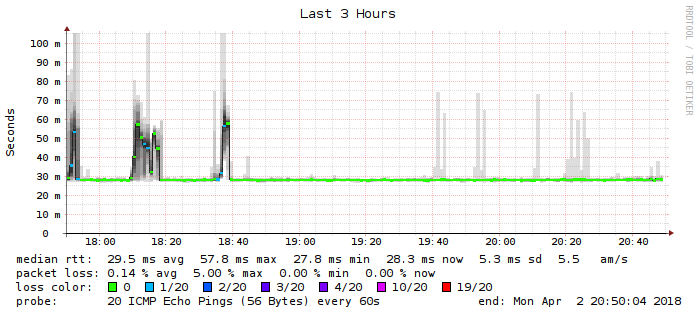 Last 3 Hours
RRDTOOL / TOBI OETIKER
Seconds
100 m
90 m
80 m
70 m
60 m
50 m
40 m
30 m
20 m
10 m
0
18:00 18:20 18:40 19:00 19:20 19:40 20:00 20:20 20:40
median rtt: 29.5 ms avg 57.8 ms max 27.8 ms min 28.3 ms now 5.3 ms sd 5.5 am/s
packet loss: 0.14 % avg 5.00 % max 0.00 % min 0.00 % now
loss color: 0 1/20 2/20 3/20 4/20 10/20 19/20
probe: 20 ICMP Echo Pings (56 Bytes) every 60s end: Mon Apr 2 20:50:04 2018